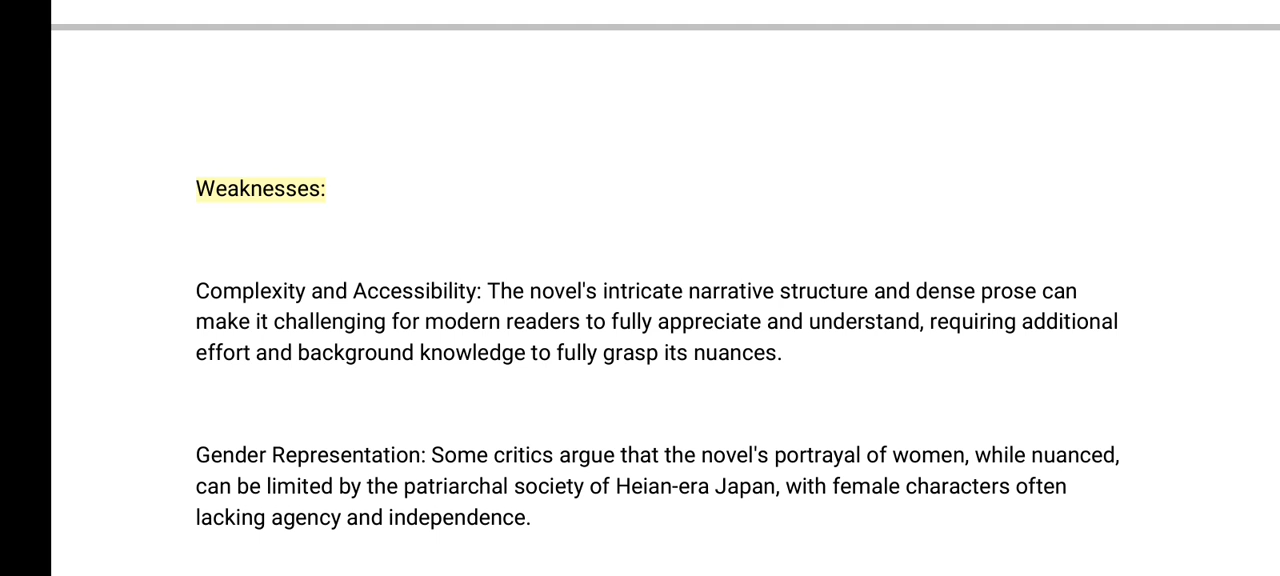 Weaknesses:
Complexity and Accessibility: The novel's intricate narrative structure and dense prose can
make it challenging for modern readers to fully appreciate and understand, requiring additional
effort and background knowledge to fully grasp its nuances.
Gender Representation: Some critics argue that the novel's portrayal of women, while nuanced,
can be limited by the patriarchal society of Heian-era Japan, with female characters often
lacking agency and independence.